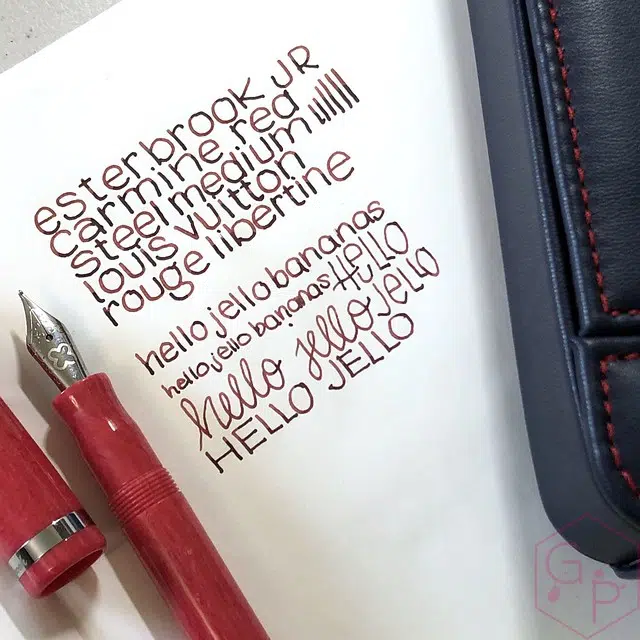 esterbrook JR
carmine red
steel medium
louis vuitton
rouge libertine
hello jello bananas
hello jello bananas Hello
hello jello jello
HELLO JELLO
GP